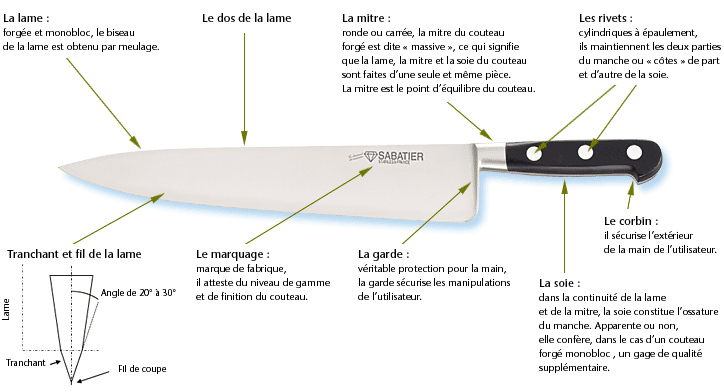 La lame :
forgée et monobloc, le biseau
de la lame est obtenu par meulage.
Le dos de la lame
La mitre :
ronde ou carrée, la mitre du couteau
forgé est dite « massive », ce qui signifie
que la lame, la mitre et la soie du couteau
sont faites d'une seule et même pièce.
La mitre est le point d'équilibre du couteau.
Les rivets :
cylindriques à épaulement,
ils maintiennent les deux parties
du manche ou « côtes » de part
et d'autre de la soie.
SABATIER
Tranchant et fil de la lame
Lame
Angle de 20° à 30°
Tranchant
Fil de coupe
Le marquage :
marque de fabrique,
il atteste du niveau de gamme
et de finition du couteau.
La garde :
véritable protection pour la main,
la garde sécurise les manipulations
de l'utilisateur.
Le corbin :
il sécurise l'extérieur
de la main de l'utilisateur.
La soie :
dans la continuité de la lame
et de la mitre, la soie constitue l'ossature
du manche. Apparente ou non,
elle confère, dans le cas d'un couteau
forgé monobloc , un gage de qualité
supplémentaire.